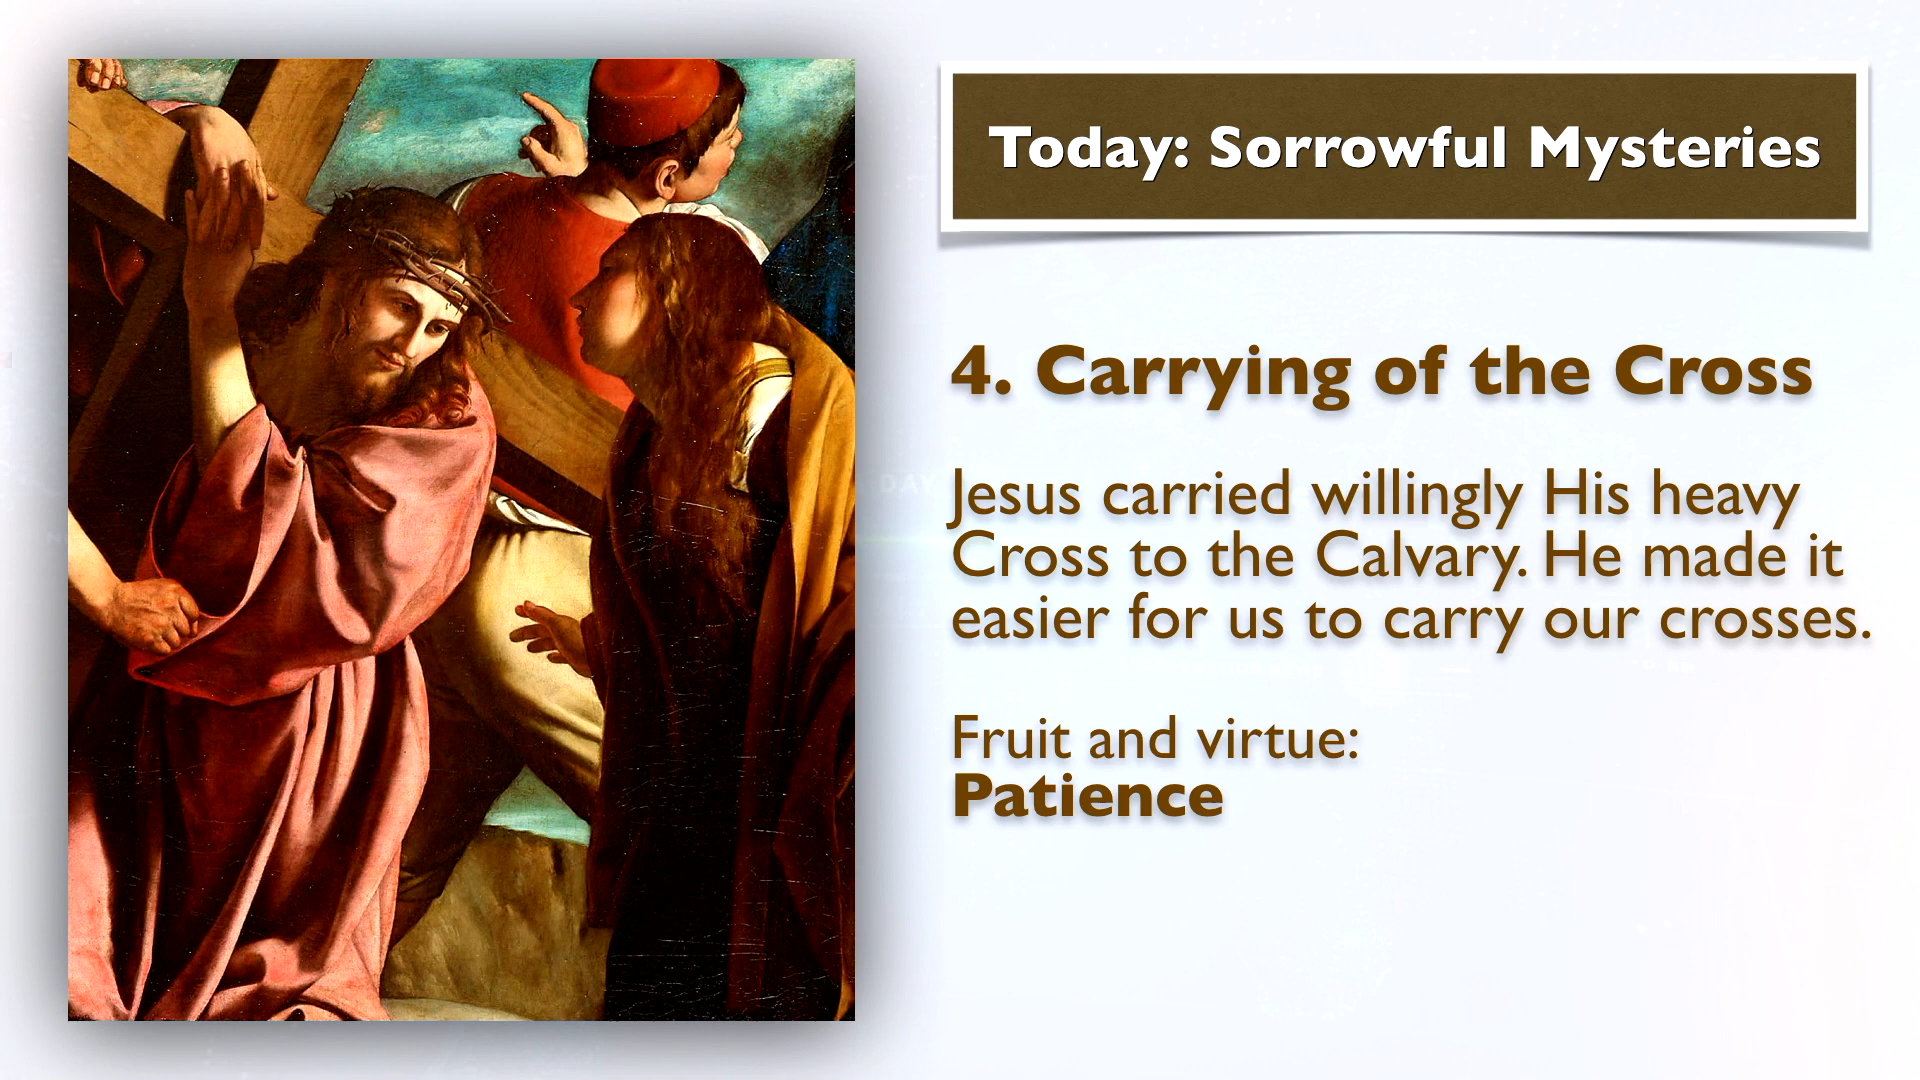 Today: Sorrowful Mysteries
4. Carrying of the Cross
Jesus carried willingly His heavy
Cross to the Calvary. He made it
easier for us to carry our crosses.
Fruit and virtue:
Patience